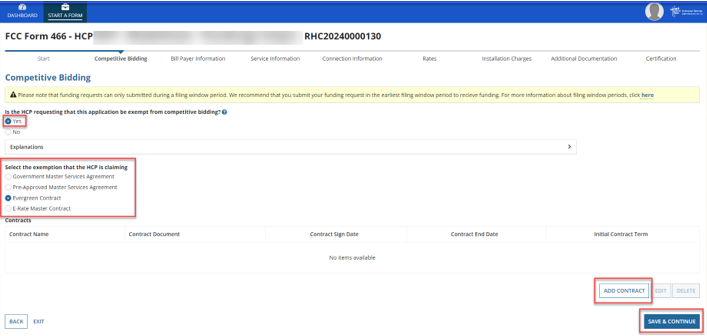 DASHBOARD
START A FORM
FCC Form 466 - HCP RHC20240000130
Start
Competitive Bidding
Bill Payer Information
Service Information
Connection Information
Rates
Installation Charges
Additional Documentation
Certification
Competitive Bidding
Please note that funding requests can only submitted during a filing window period. We recommend that you submit your funding request in the earliest filing window period to recieve funding. For more information about filing window periods, click here
Is the HCP requesting that this application be exempt from competitive bidding?
Yes
No
Explanations
Select the exemption that the HCP is claiming
Government Master Services Agreement
Pre-Approved Master Services Agreement
Evergreen Contract
E-Rate Master Contract
Contracts
Contract Name
Contract Document
Contract Sign Date
Contract End Date
Initial Contract Term
No items available
ADD CONTRACT
EDIT
DELETE
BACK
EXIT
SAVE & CONTINUE